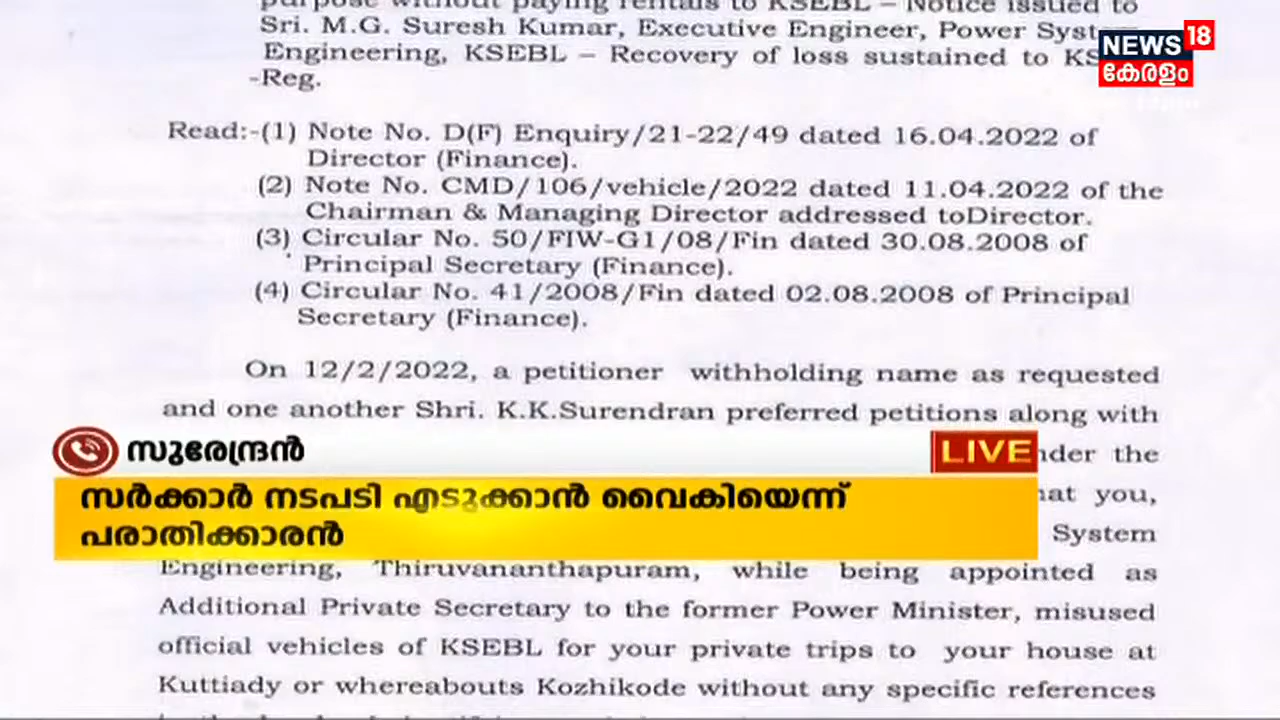 purpose without paying rentals to KSEBL – Notice issued to
Sri. M.G. Suresh Kumar, Executive Engineer, Power
Engineering, KSEBL – Recovery of loss sustained to
-Reg.
NEWS 18
കേരളം
Read:-(1) Note No. D(F) Enquiry/21-22/49 dated 16.04.2022 of
Director (Finance).
(2) Note No. CMD/106/vehicle/2022 dated 11.04.2022 of the
Chairman & Managing Director addressed toDirector.
(3) Circular No. 50/FIW-G1/08/Fin dated 30.08.2008 of
Principal Secretary (Finance).
(4) Circular No. 41/2008/Fin dated 02.08.2008 of Principal
Secretary (Finance).
On 12/2/2022, a petitioner withholding name as requested
and one another Shri. K.K.Surendran preferred petitions along with
the
സുരേന്ദ്രൻ
LIVE
you,
സർക്കാർ നടപടി എടുക്കാൻ വൈകിയെന്ന്
പരാതിക്കാരൻ
System
Engineering, Thiruvananthapuram, while being appointed as
Additional Private Secretary to the former Power Minister, misused
official vehicles of KSEBL for your private trips to your house at
Kuttiady or whereabouts Kozhikode without any specific references